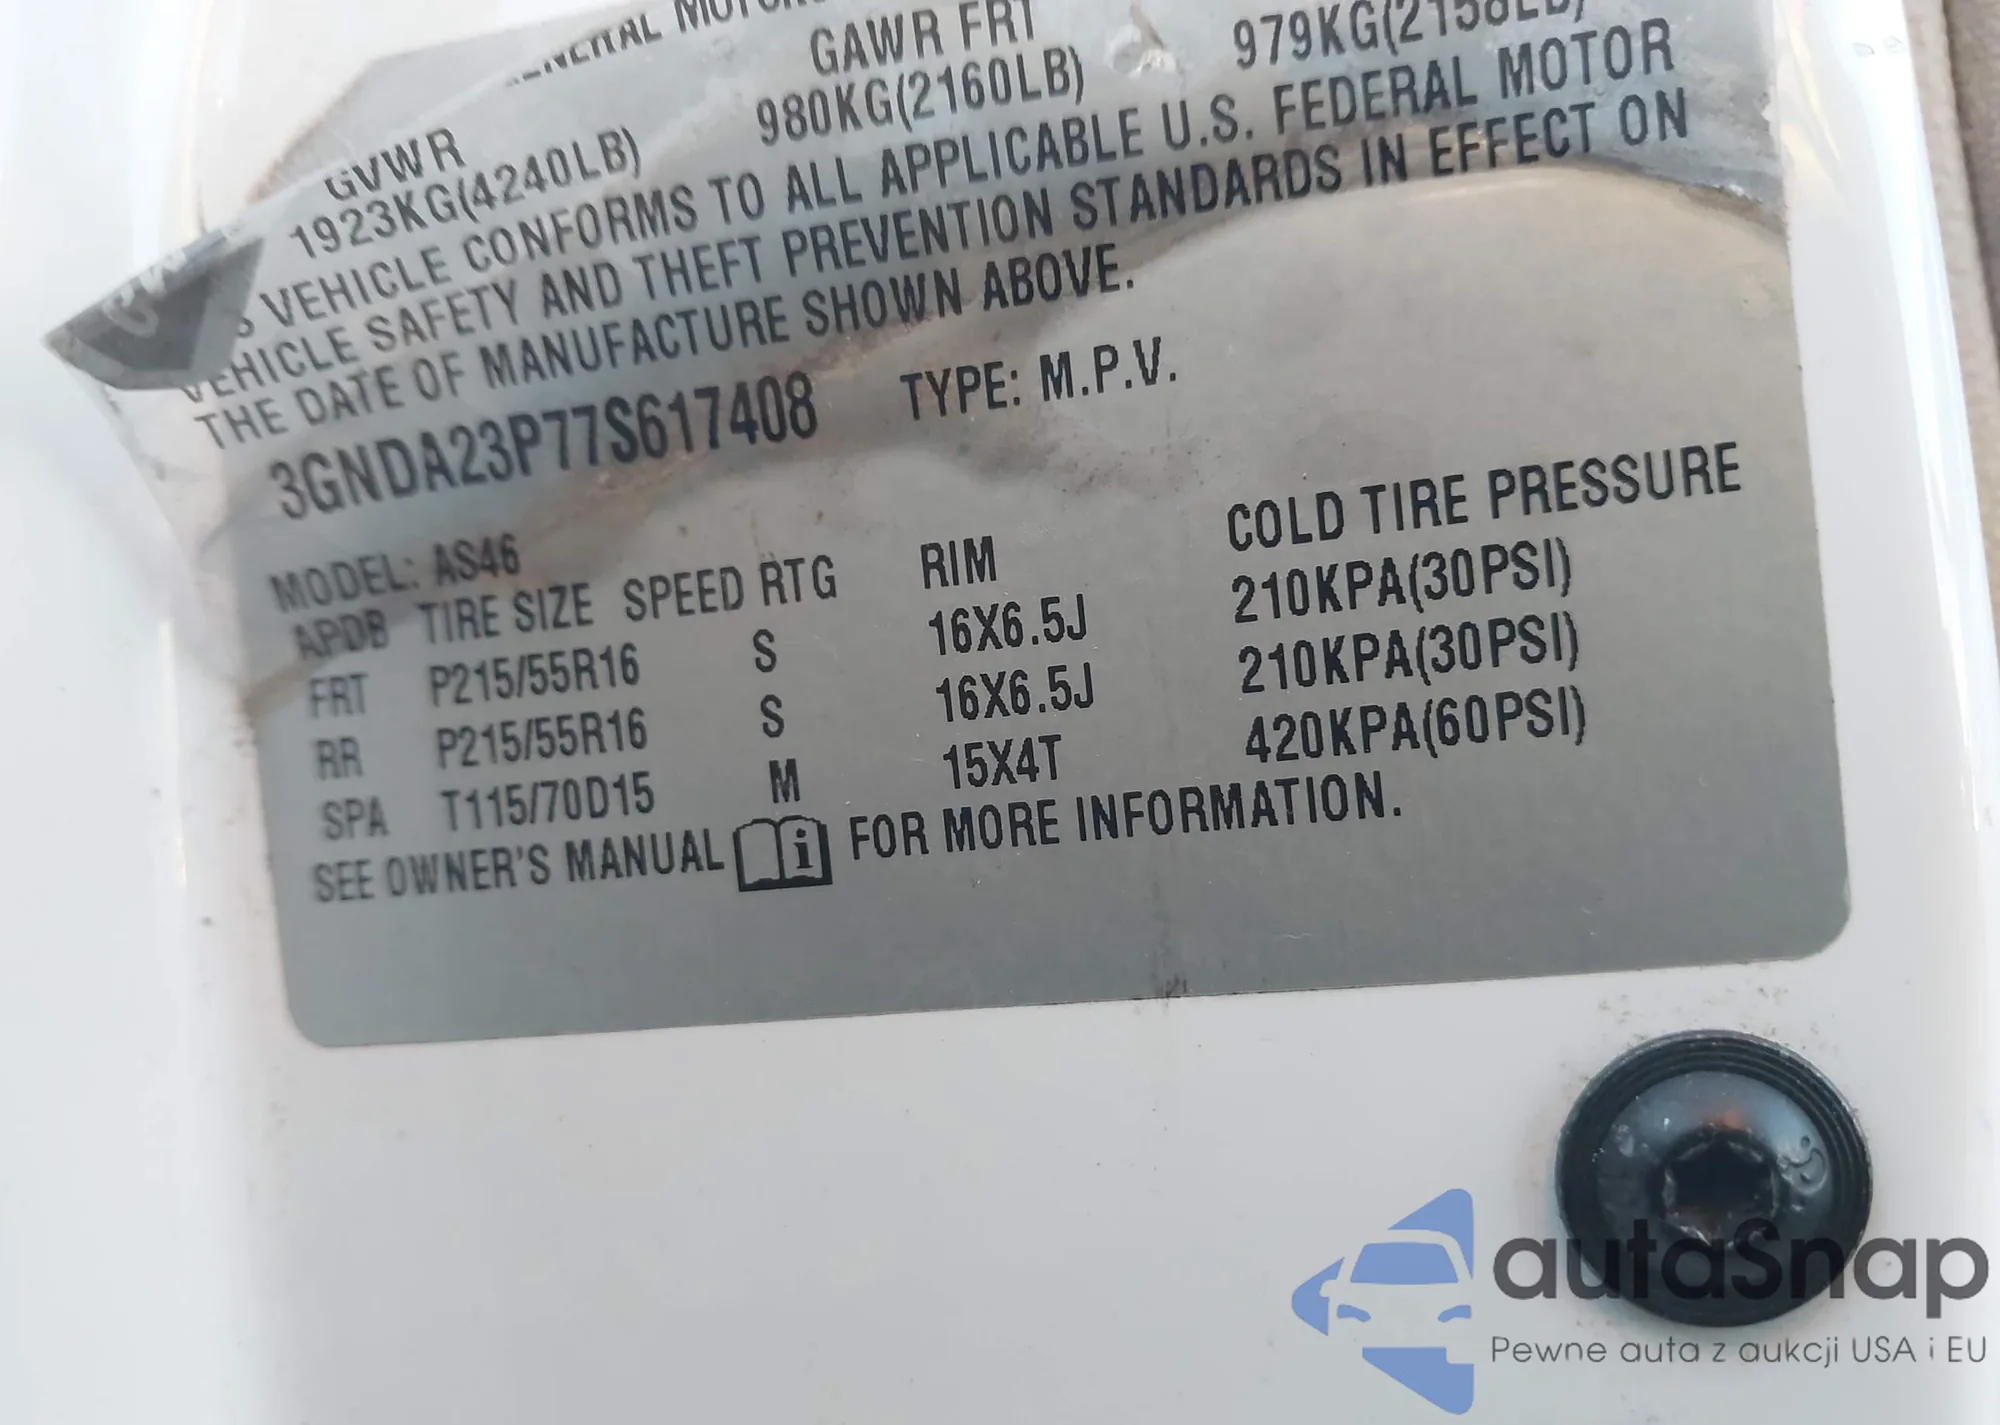 GENERAL MOTORS
GVWR GAWR FRT
1923KG(4240LB) 980KG(2160LB) 979KG(2158LB)
VEHICLE CONFORMS TO ALL APPLICABLE U.S. FEDERAL MOTOR
VEHICLE SAFETY AND THEFT PREVENTION STANDARDS IN EFFECT ON
THE DATE OF MANUFACTURE SHOWN ABOVE.
3GNDA23P77S617408 TYPE: M.P.V.
MODEL: AS46
APDB TIRE SIZE SPEED RTG RIM COLD TIRE PRESSURE
FRT P215/55R16 S 16X6.5J 210KPA(30PSI)
RR P215/55R16 S 16X6.5J 210KPA(30PSI)
SPA T115/70D15 M 15X4T 420KPA(60PSI)
SEE OWNER'S MANUAL i FOR MORE INFORMATION.
autaSnap
Pewne auta z aukcji USA i EU